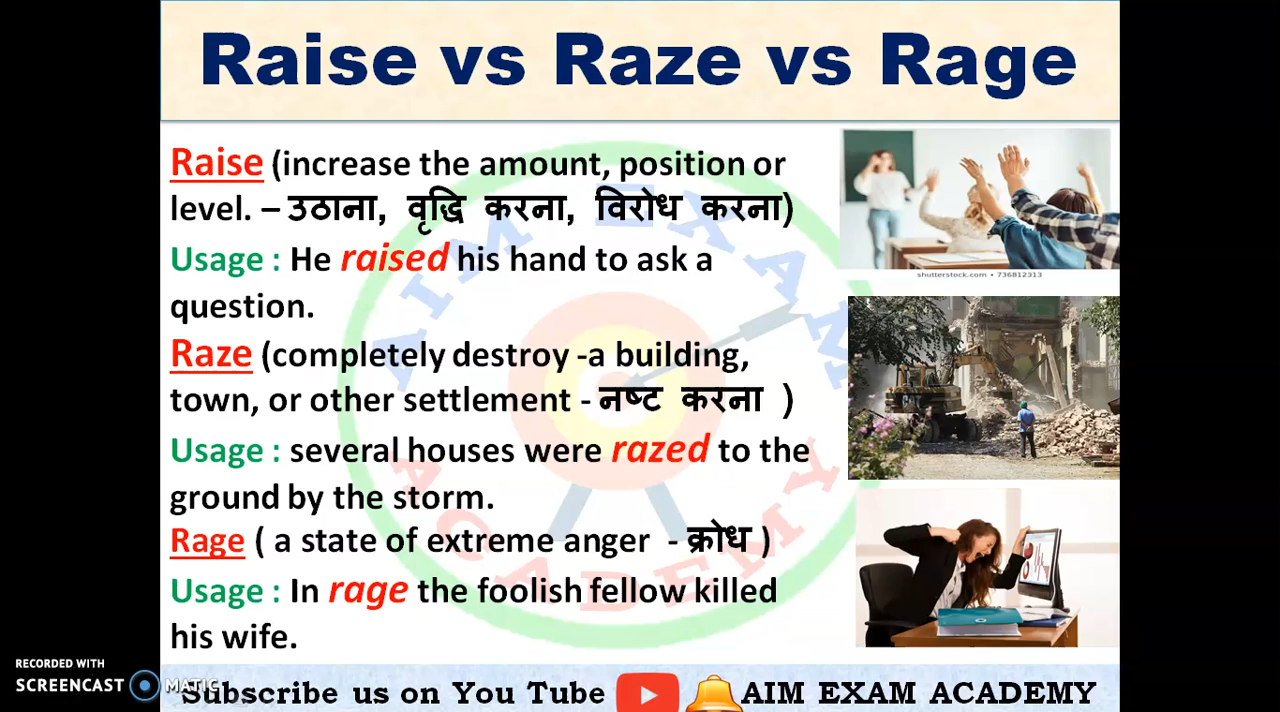 Raise vs Raze vs Rage
Raise (increase the amount, position or
level. – उठाना, वृद्धि करना, विरोध करना)
Usage : He raised his hand to ask a
question.
Raze (completely destroy -a building,
town, or other settlement - नष्ट करना )
Usage : several houses were razed to the
ground by the storm.
Rage ( a state of extreme anger - क्रोध )
Usage : In rage the foolish fellow killed
his wife.
shutterstock.com • 736812313
AIM EXAM
ACADEMY
RECORDED WITH
SCREENCAST MATIC
Subscribe us on You Tube AIM EXAM ACADEMY